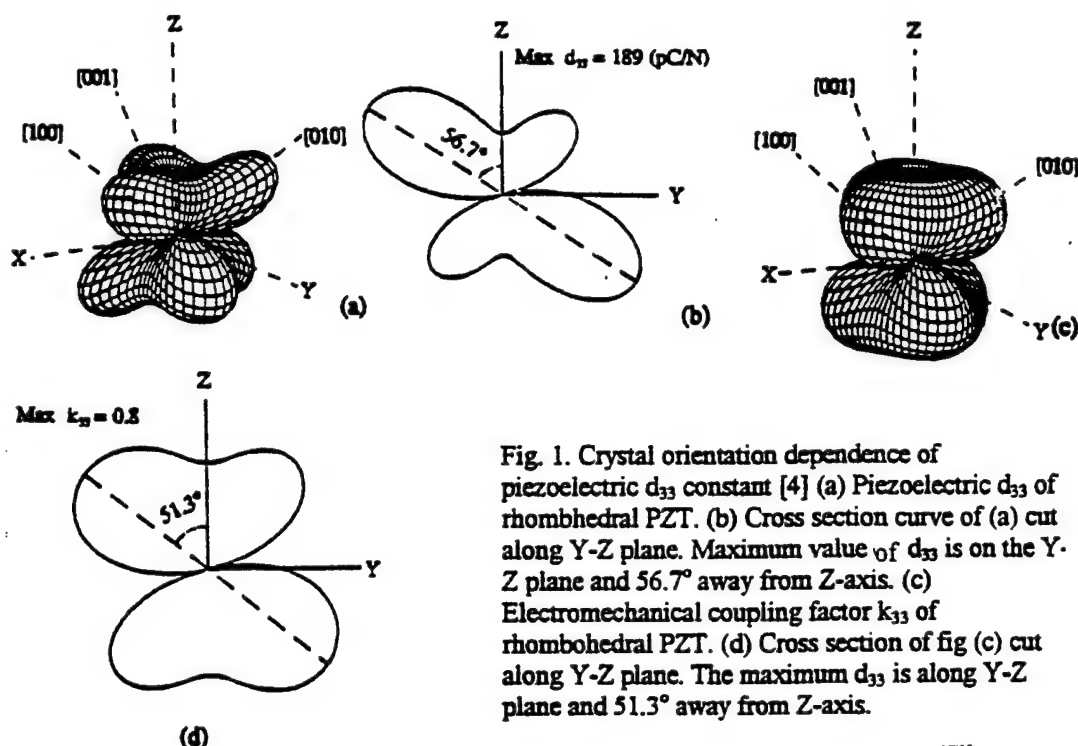 Z
[001]
[100]
[010]
X
Y
(a)
Z
Max d₃₃ = 189 (pC/N)
56.7°
Y
(b)
Z
[001]
[100]
[010]
X
Y
(c)
Z
Max k₃₃ = 0.8
51.3°
Y
(d)
Fig. 1. Crystal orientation dependence of
piezoelectric d₃₃ constant [4] (a) Piezoelectric d₃₃ of
rhombhedral PZT. (b) Cross section curve of (a) cut
along Y-Z plane. Maximum value of d₃₃ is on the Y-
Z plane and 56.7° away from Z-axis. (c)
Electromechanical coupling factor k₃₃ of
rhombohedral PZT. (d) Cross section of fig (c) cut
along Y-Z plane. The maximum d₃₃ is along Y-Z
plane and 51.3° away from Z-axis.